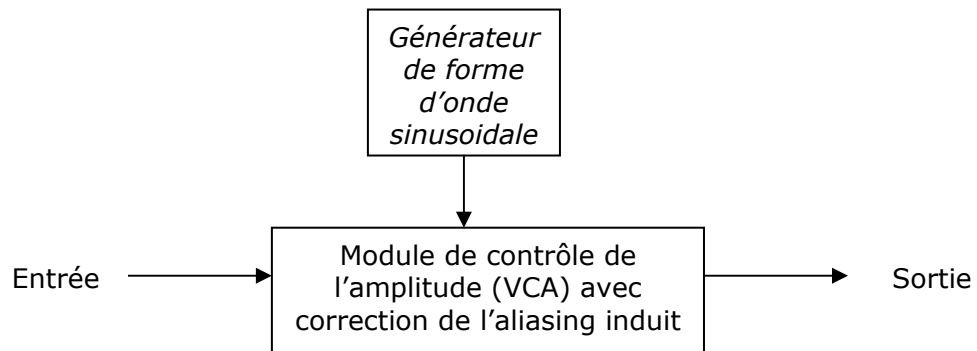 Générateur
de forme
d’onde
sinusoidale
Entrée
Module de contrôle de
l’amplitude (VCA) avec
correction de l’aliasing induit
Sortie